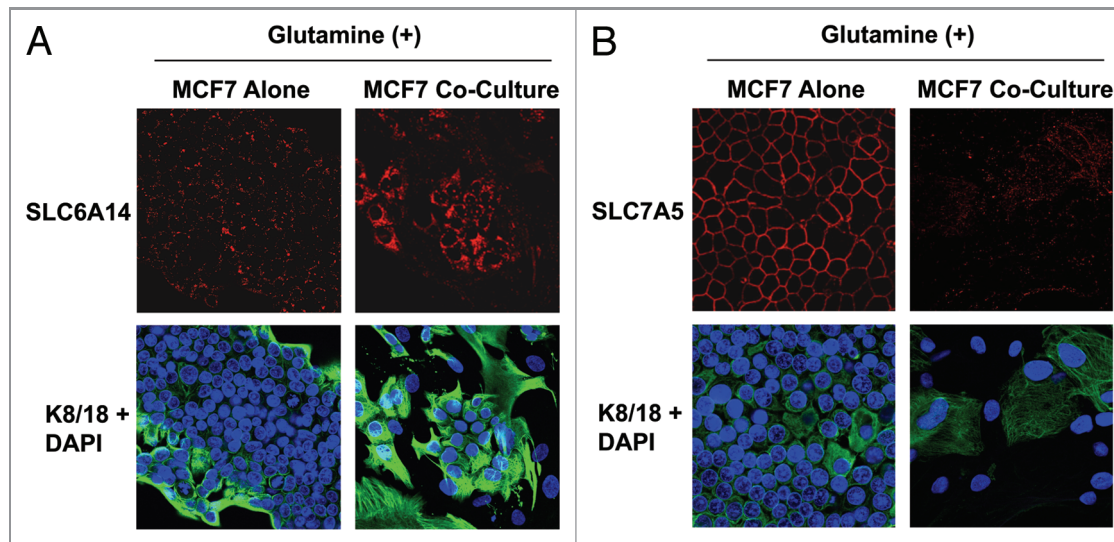 A
Glutamine (+)
MCF7 Alone
MCF7 Co-Culture
SLC6A14
K8/18 +
DAPI
B
Glutamine (+)
MCF7 Alone
MCF7 Co-Culture
SLC7A5
K8/18 +
DAPI